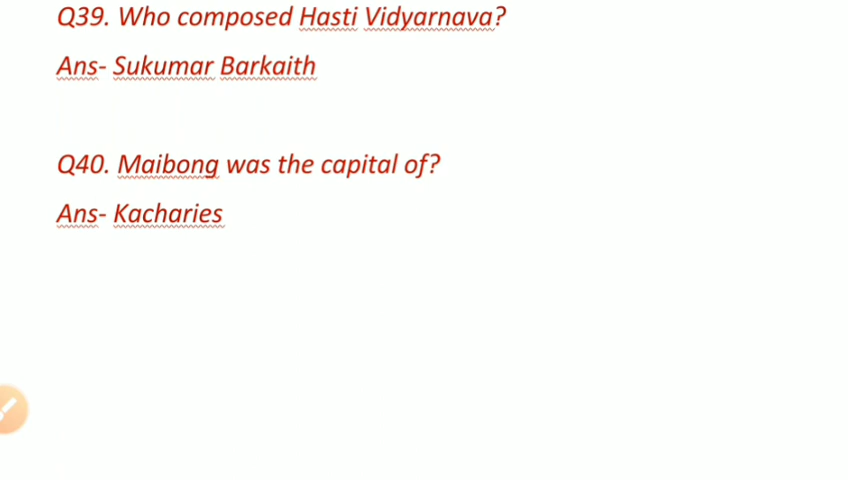 Q39. Who composed Hasti Vidyarnava?
Ans- Sukumar Barkaith
Q40. Maibong was the capital of?
Ans- Kacharies